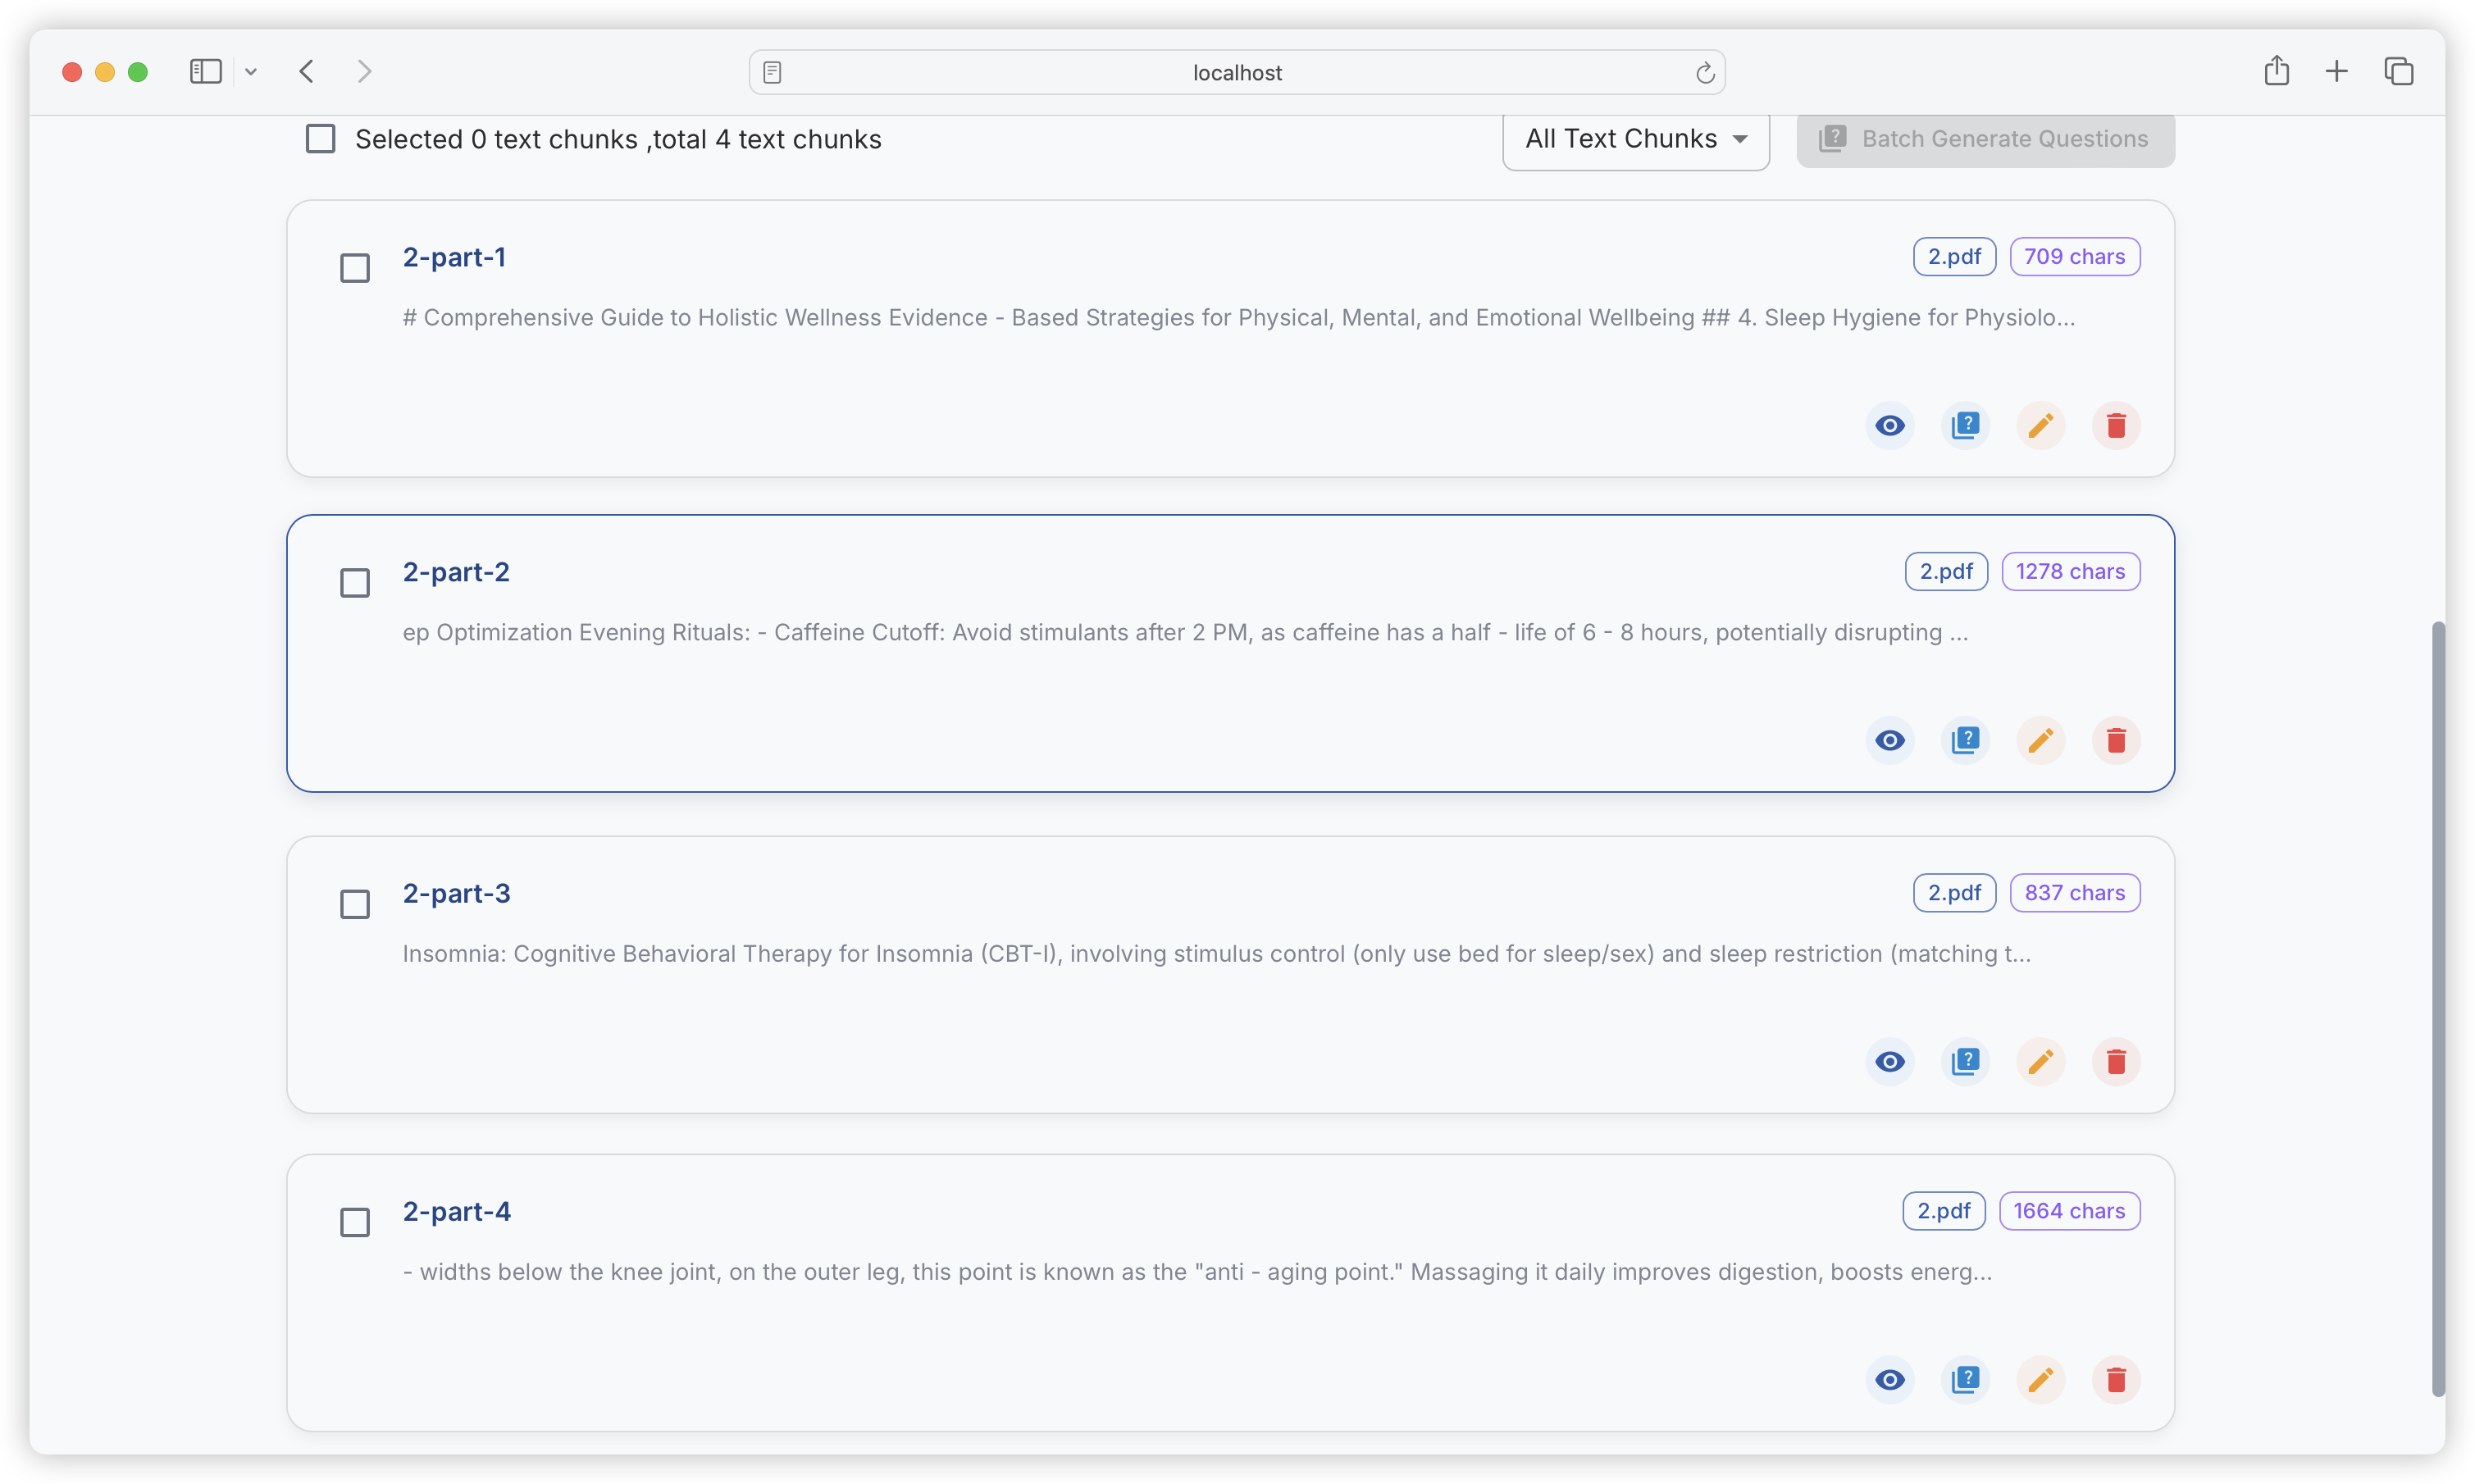 localhost
Selected 0 text chunks ,total 4 text chunks
All Text Chunks
Batch Generate Questions
2-part-1
2.pdf
709 chars
# Comprehensive Guide to Holistic Wellness Evidence - Based Strategies for Physical, Mental, and Emotional Wellbeing ## 4. Sleep Hygiene for Physiolo...
2-part-2
2.pdf
1278 chars
ep Optimization Evening Rituals: - Caffeine Cutoff: Avoid stimulants after 2 PM, as caffeine has a half - life of 6 - 8 hours, potentially disrupting ...
2-part-3
2.pdf
837 chars
Insomnia: Cognitive Behavioral Therapy for Insomnia (CBT-I), involving stimulus control (only use bed for sleep/sex) and sleep restriction (matching t...
2-part-4
2.pdf
1664 chars
- widths below the knee joint, on the outer leg, this point is known as the "anti - aging point." Massaging it daily improves digestion, boosts energ...